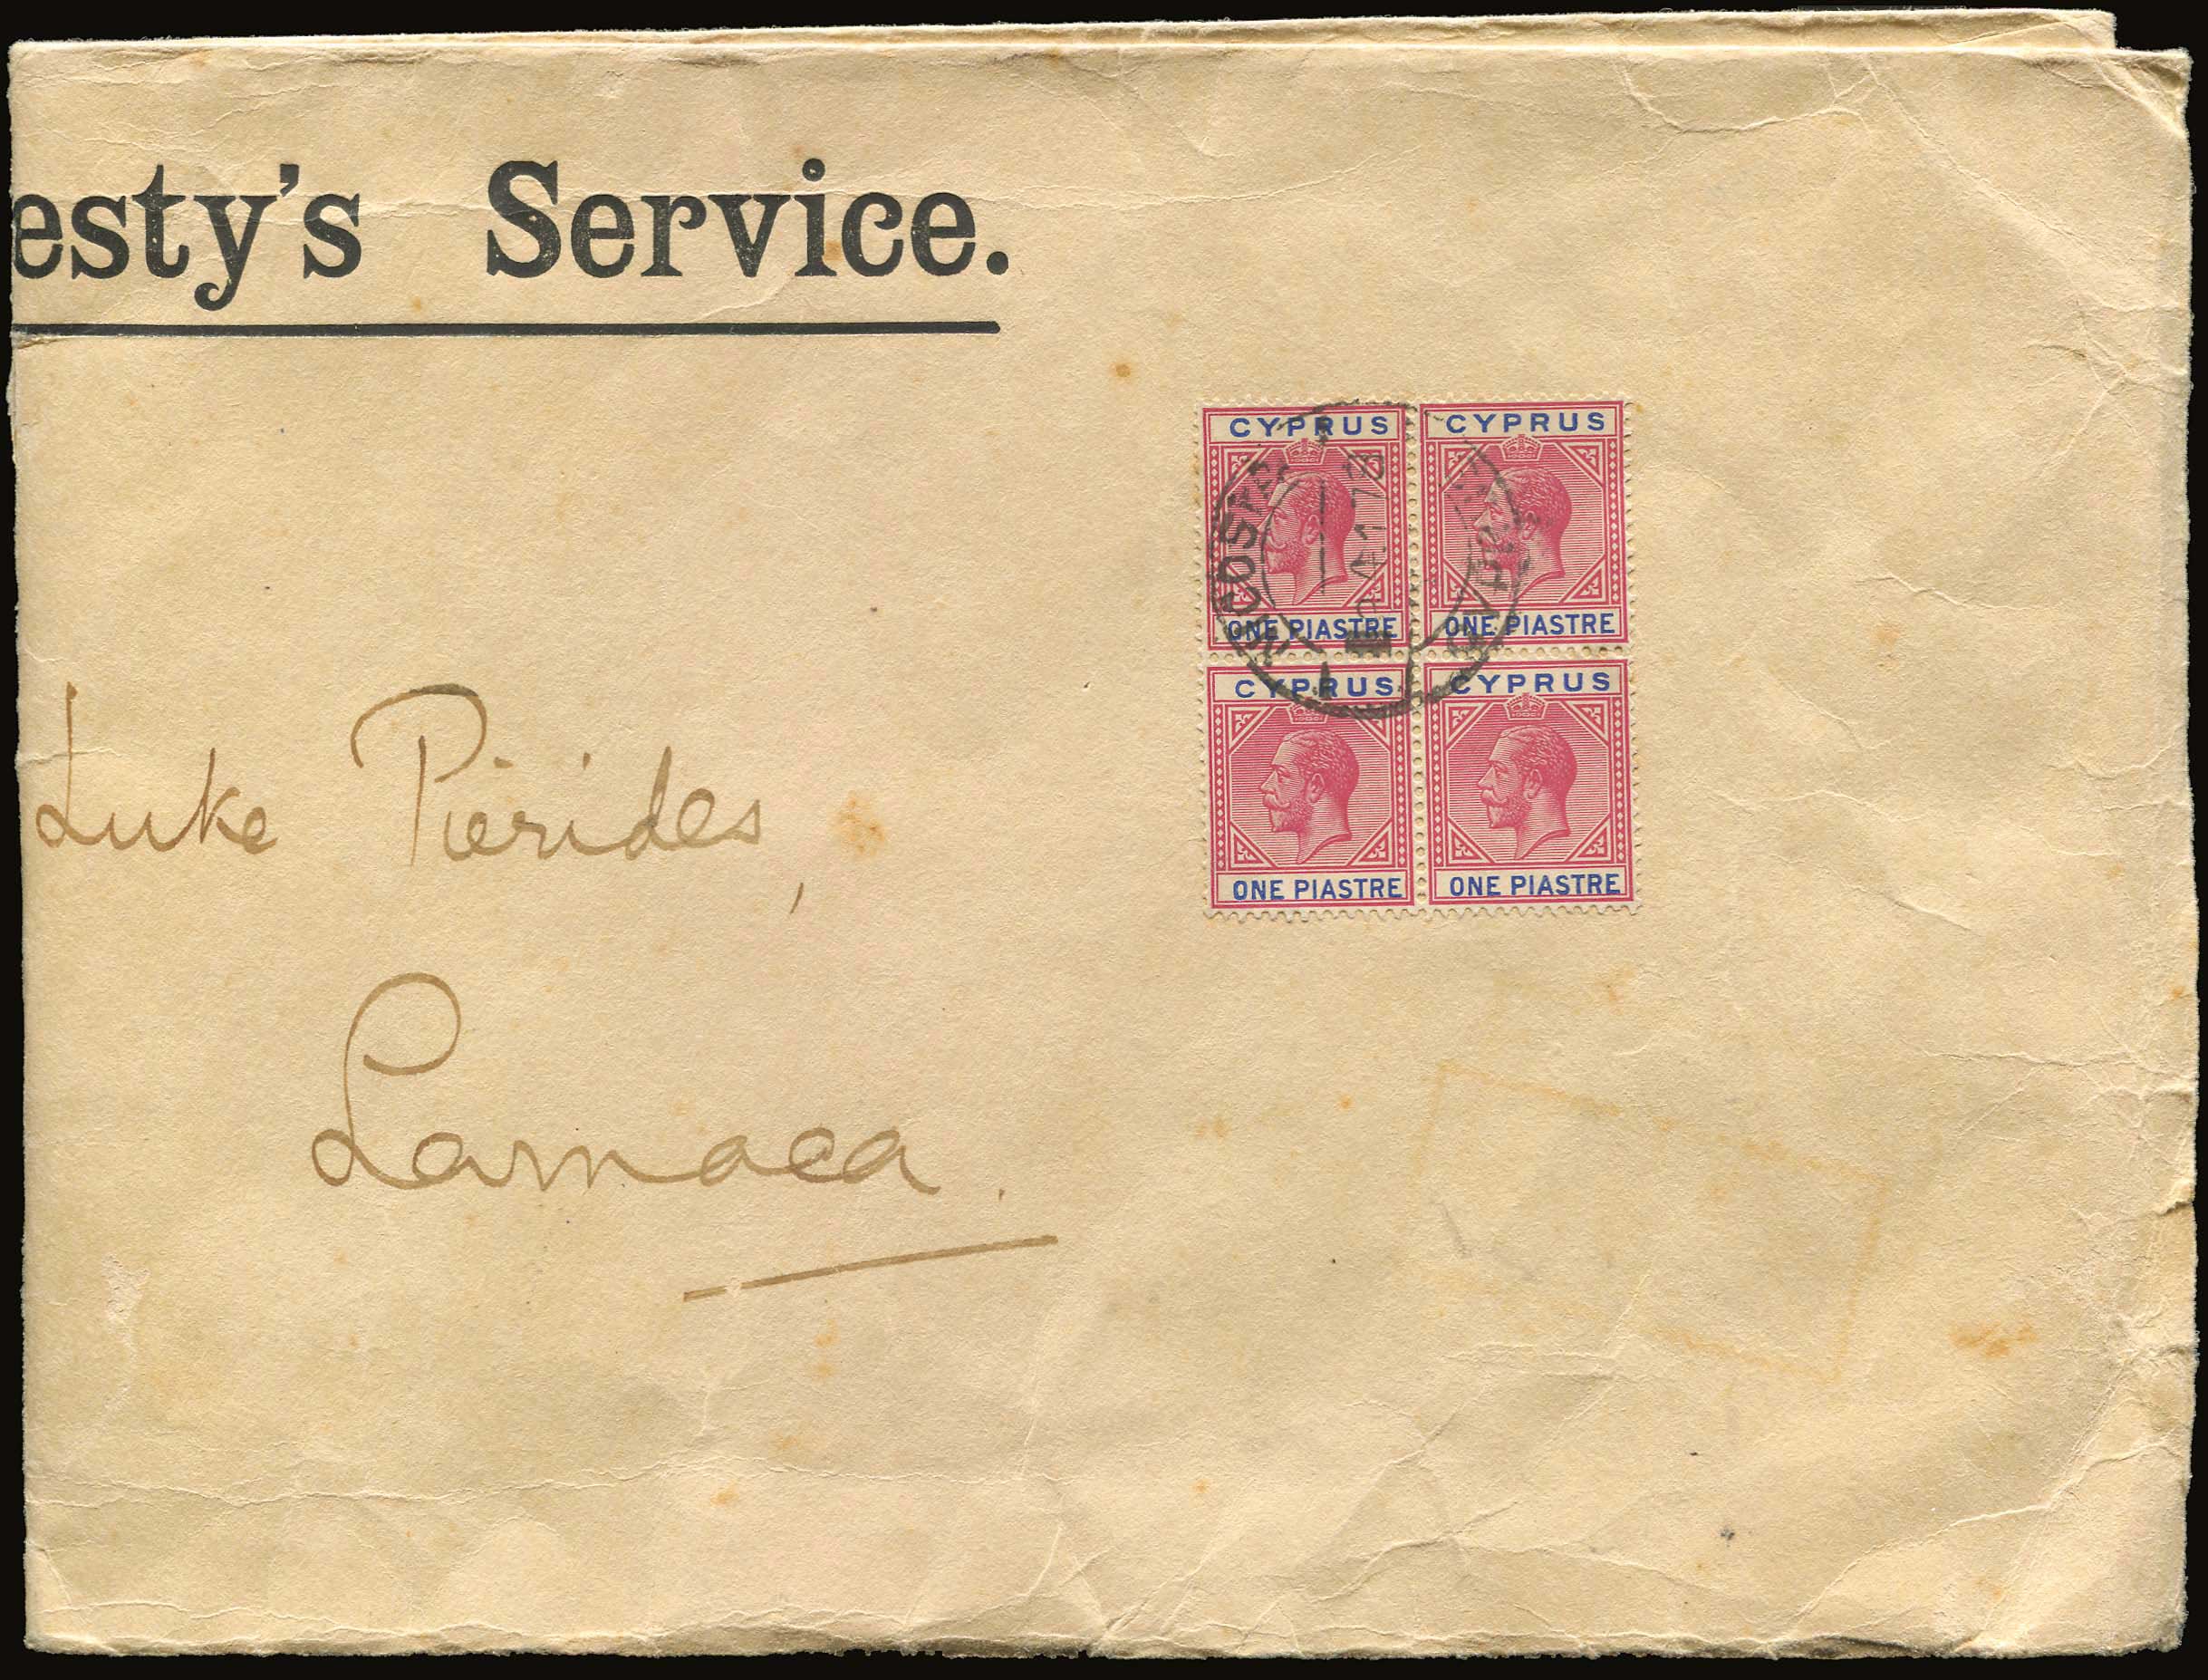 esty's Service.
CYPRUS CYPRUS
ONE PIASTRE ONE PIASTRE
CYPRUS CYPRUS
ONE PIASTRE ONE PIASTRE
Luke Pierides,
Larnaca.